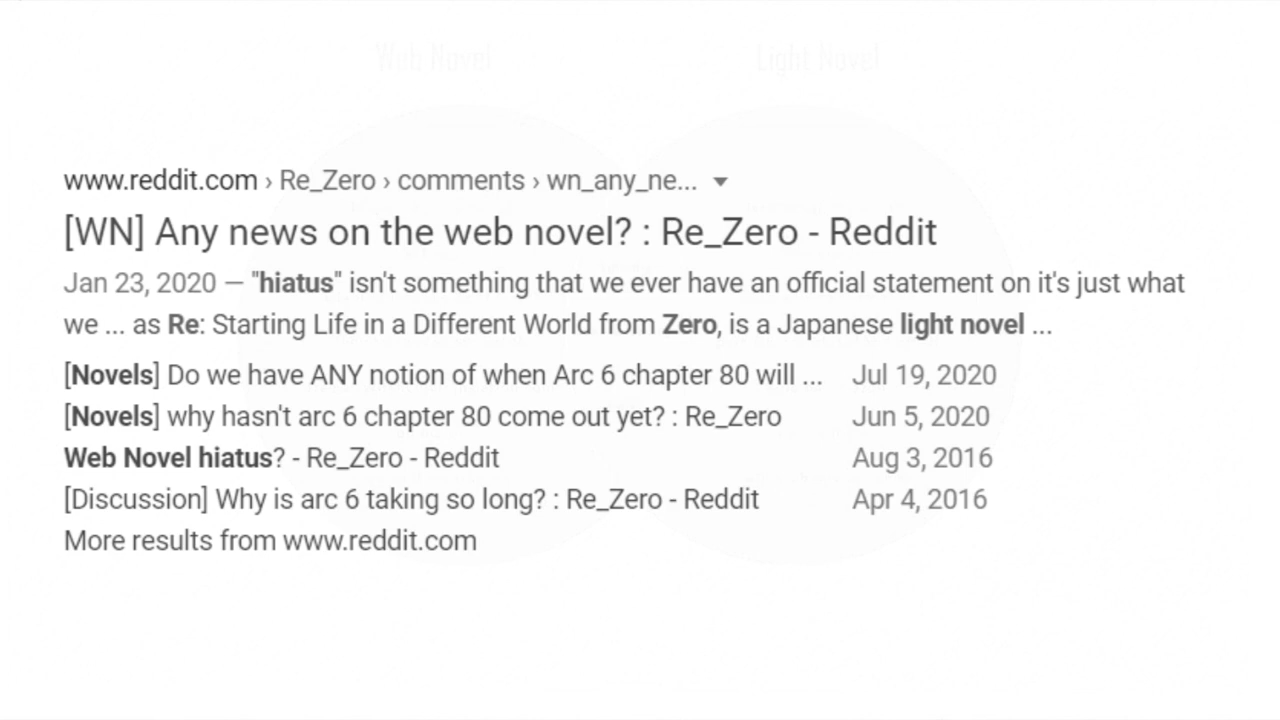 Web Novel Light Novel
www.reddit.com › Re_Zero › comments › wn_any_ne...
[WN] Any news on the web novel? : Re_Zero - Reddit
Jan 23, 2020 — "hiatus" isn't something that we ever have an official statement on it's just what
we ... as Re: Starting Life in a Different World from Zero, is a Japanese light novel ...
[Novels] Do we have ANY notion of when Arc 6 chapter 80 will ... Jul 19, 2020
[Novels] why hasn't arc 6 chapter 80 come out yet? : Re_Zero Jun 5, 2020
Web Novel hiatus? - Re_Zero - Reddit Aug 3, 2016
[Discussion] Why is arc 6 taking so long? : Re_Zero - Reddit Apr 4, 2016
More results from www.reddit.com